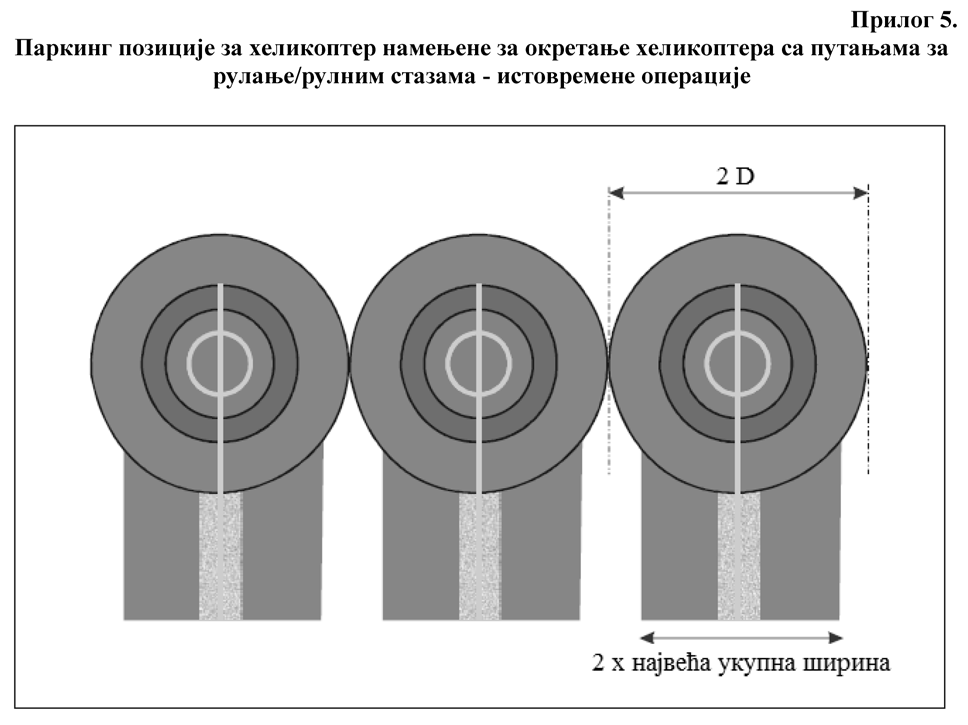 Прилог 5.
Паркинг позиције за хеликоптер намењене за окретање хеликоптера са путањама за
рулање/рулним стазама - истовремене операције
2 D
2 x највећа укупна ширина